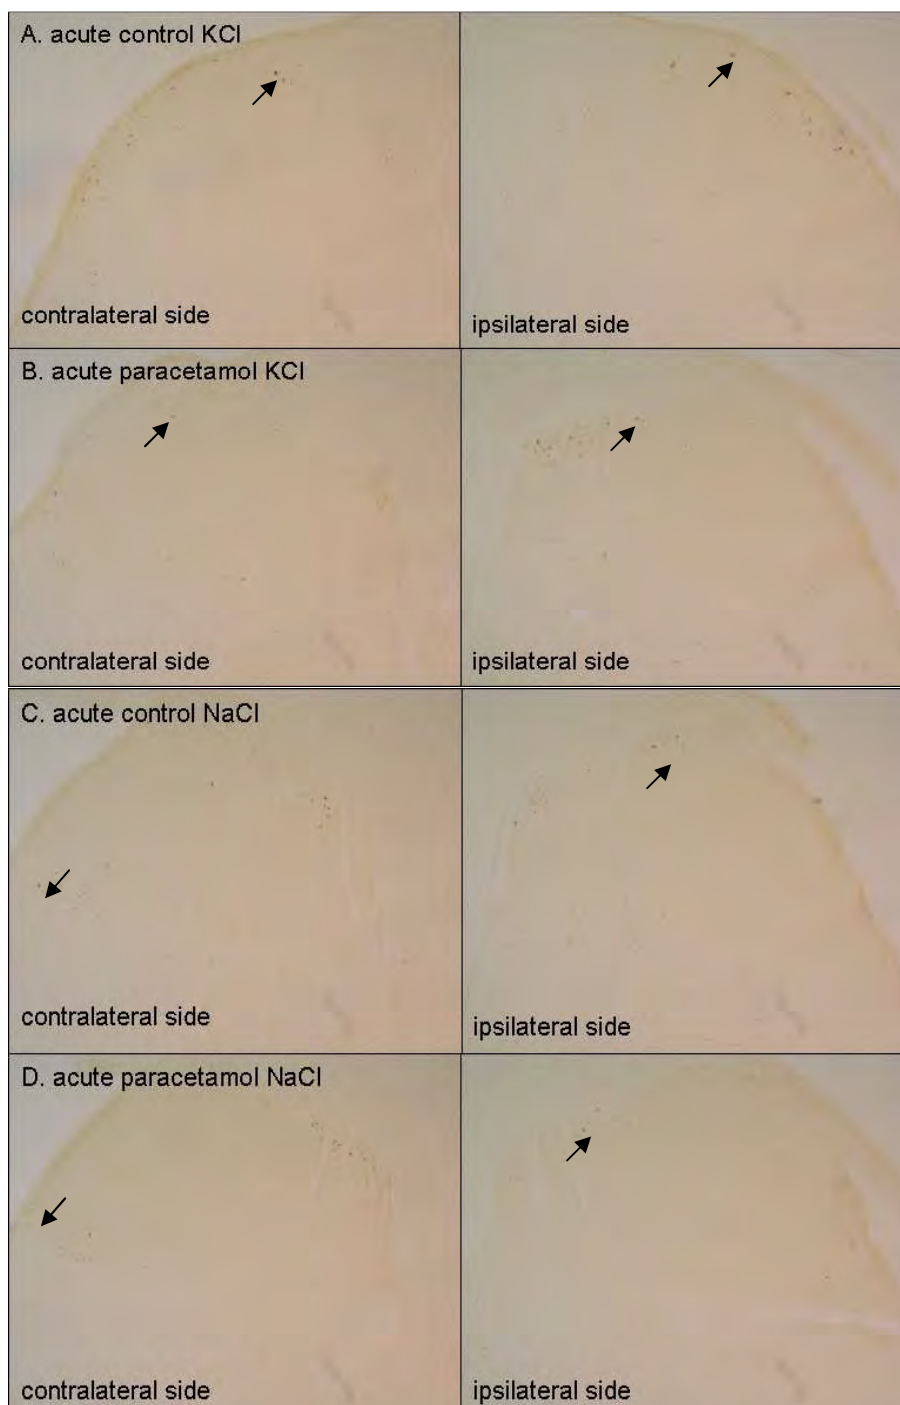 A. acute control KCl
contralateral side
ipsilateral side
B. acute paracetamol KCl
contralateral side
ipsilateral side
C. acute control NaCl
contralateral side
ipsilateral side
D. acute paracetamol NaCl
contralateral side
ipsilateral side